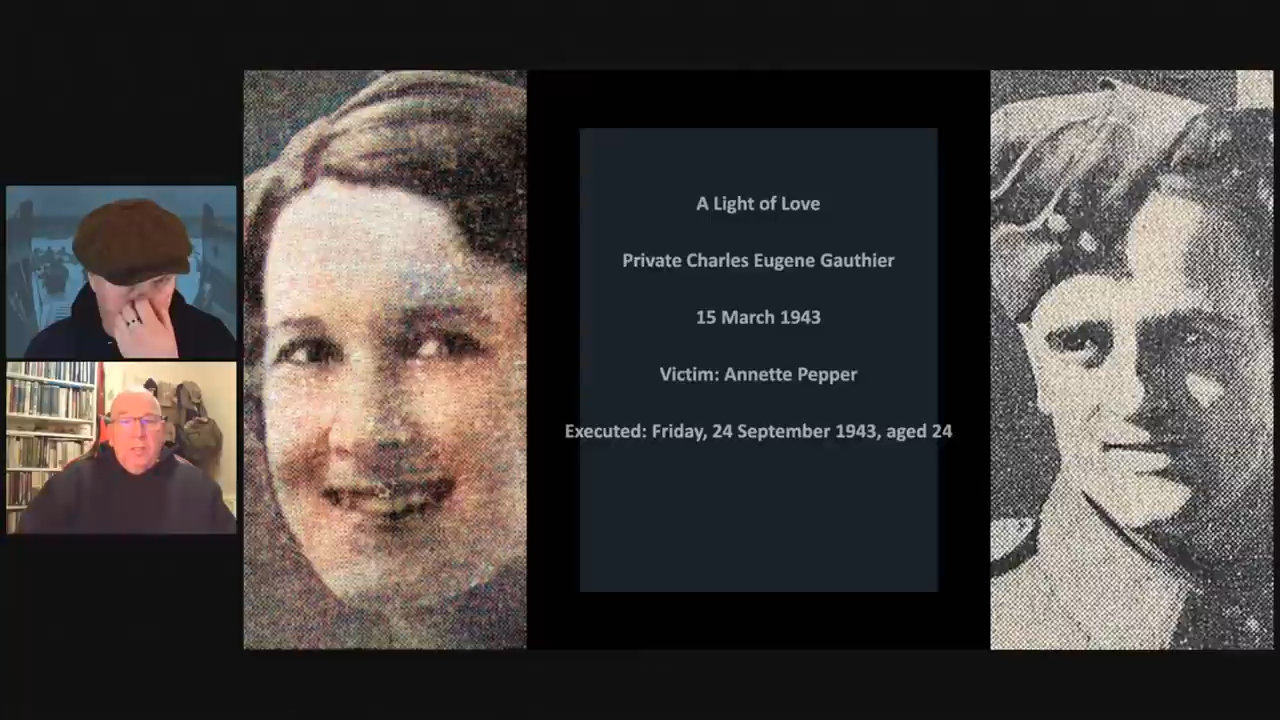 A Light of Love
Private Charles Eugene Gauthier
15 March 1943
Victim: Annette Pepper
Executed: Friday, 24 September 1943, aged 24